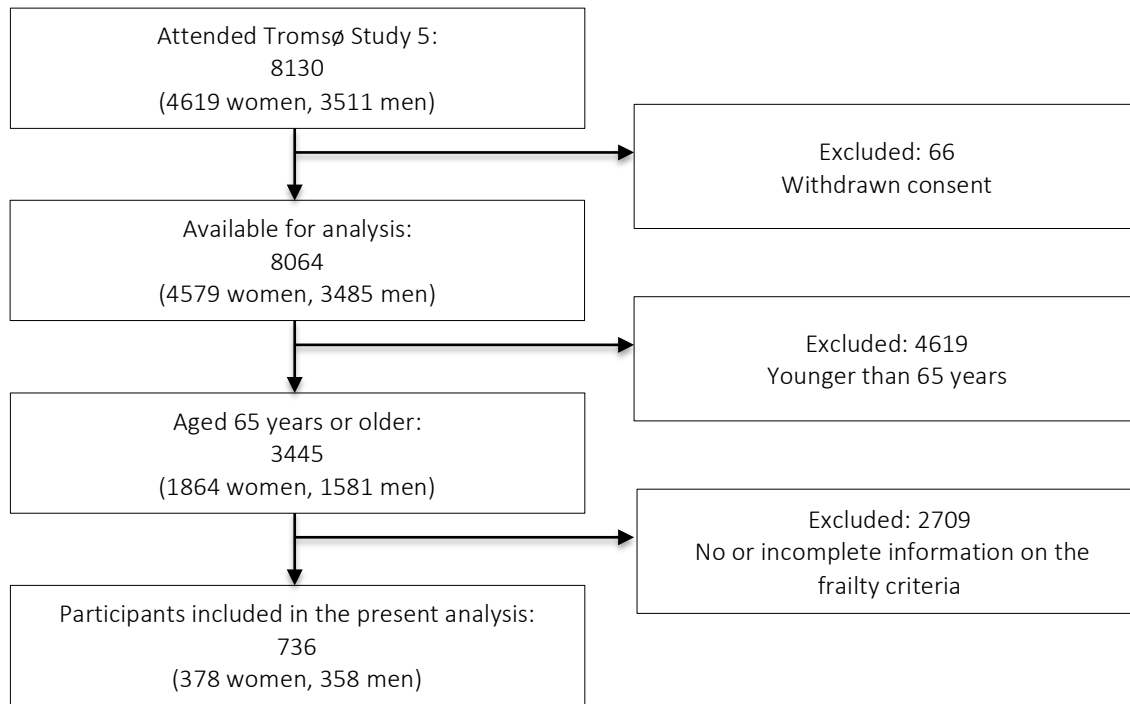 Attended Tromsø Study 5:
8130
(4619 women, 3511 men)
Excluded: 66
Withdrawn consent
Available for analysis:
8064
(4579 women, 3485 men)
Excluded: 4619
Younger than 65 years
Aged 65 years or older:
3445
(1864 women, 1581 men)
Excluded: 2709
No or incomplete information on the
frailty criteria
Participants included in the present analysis:
736
(378 women, 358 men)